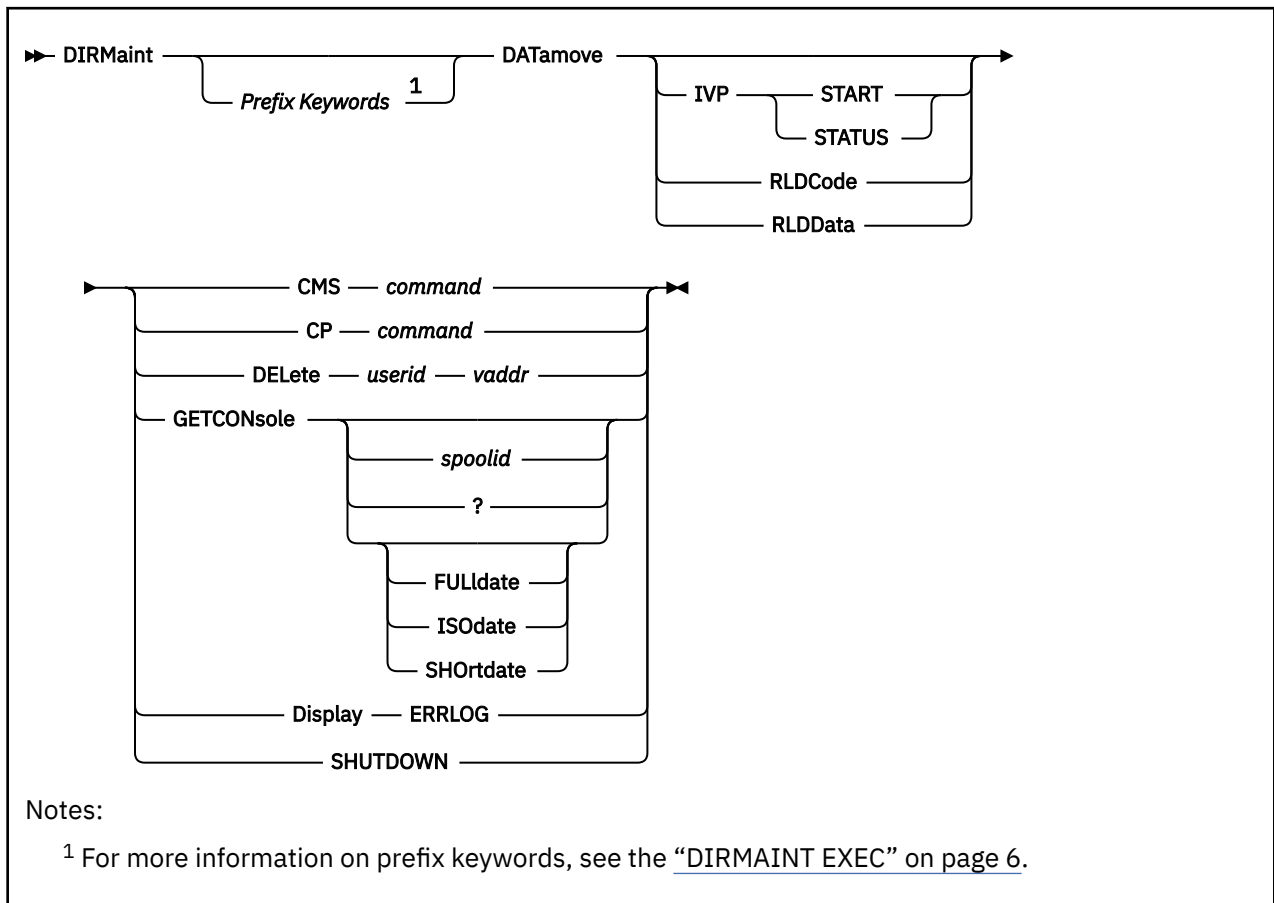 DIRMaint Prefix Keywords 1 DATamove
IVP START
STATUS
RLDCode
RLDData
CMS command
CP command
DELete userid vaddr
GETCONsole
spoolid
?
FULldate
ISOdate
SHOrtdate
Display ERRLOG
SHUTDOWN
Notes:
1 For more information on prefix keywords, see the “DIRMAINT EXEC” on page 6.